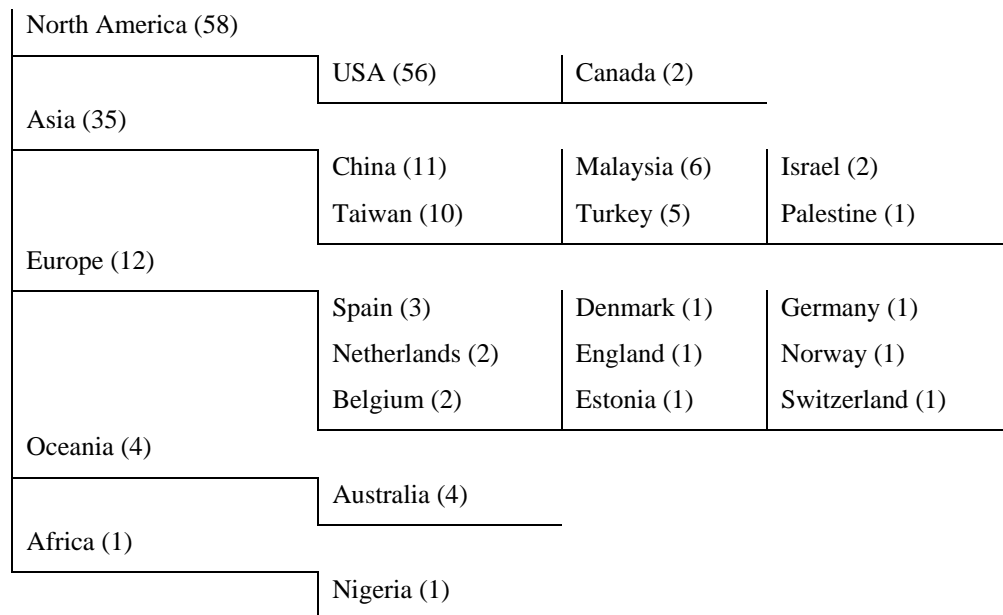 North America (58)
USA (56) Canada (2)
Asia (35)
China (11) Malaysia (6) Israel (2)
Taiwan (10) Turkey (5) Palestine (1)
Europe (12)
Spain (3) Denmark (1) Germany (1)
Netherlands (2) England (1) Norway (1)
Belgium (2) Estonia (1) Switzerland (1)
Oceania (4)
Australia (4)
Africa (1)
Nigeria (1)